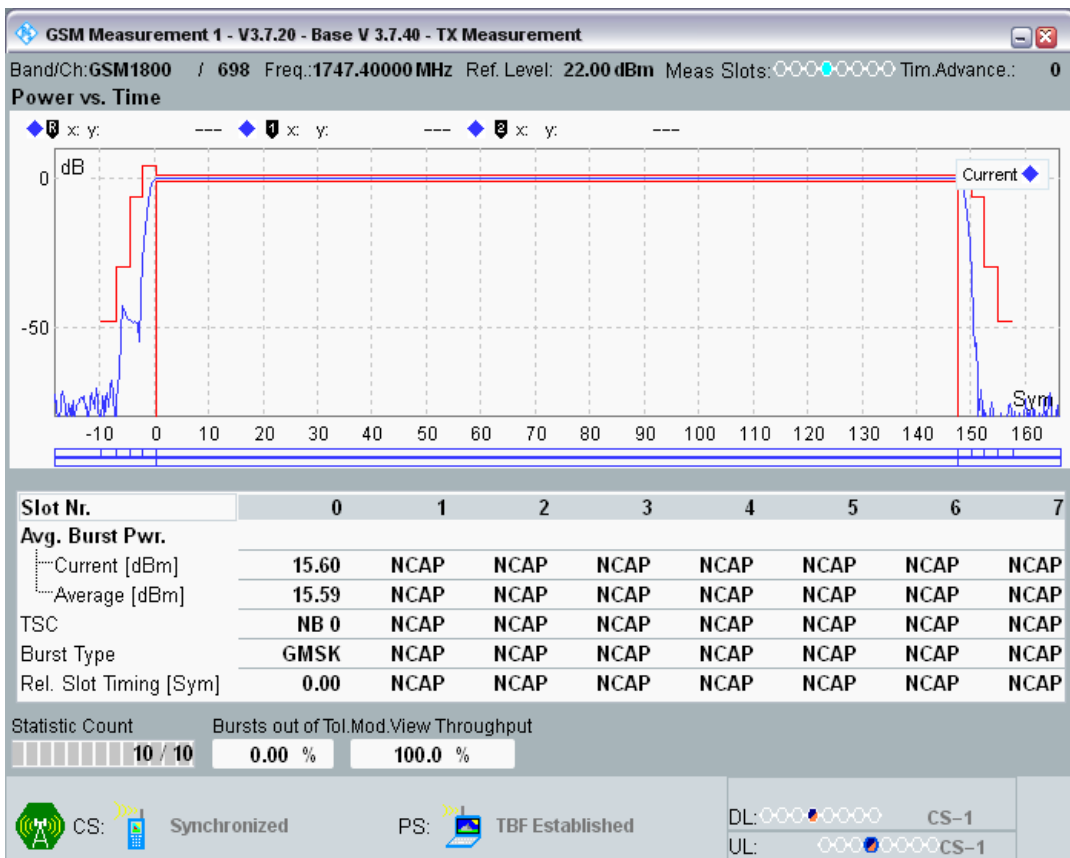 GSM Measurement 1 - V3.7.20 - Base V 3.7.40 - TX Measurement
Band/Ch:GSM1800 / 698 Freq.:1747.40000 MHz Ref. Level: 22.00 dBm Meas Slots: Tim.Advance.: 0
Power vs. Time
R x: y: --- 1 x: y: --- 2 x: y: ---
dB
Current
0
-50
Sym
-10 0 10 20 30 40 50 60 70 80 90 100 110 120 130 140 150 160
Slot Nr. 0 1 2 3 4 5 6 7
Avg. Burst Pwr.
Current [dBm] 15.60 NCAP NCAP NCAP NCAP NCAP NCAP NCAP
Average [dBm] 15.59 NCAP NCAP NCAP NCAP NCAP NCAP NCAP
TSC NB 0 NCAP NCAP NCAP NCAP NCAP NCAP NCAP
Burst Type GMSK NCAP NCAP NCAP NCAP NCAP NCAP NCAP
Rel. Slot Timing [Sym] 0.00 NCAP NCAP NCAP NCAP NCAP NCAP NCAP
Statistic Count Bursts out of Tol.Mod.View Throughput
10 / 10 0.00 % 100.0 %
CS: Synchronized PS: TBF Established
DL: CS-1
UL: CS-1